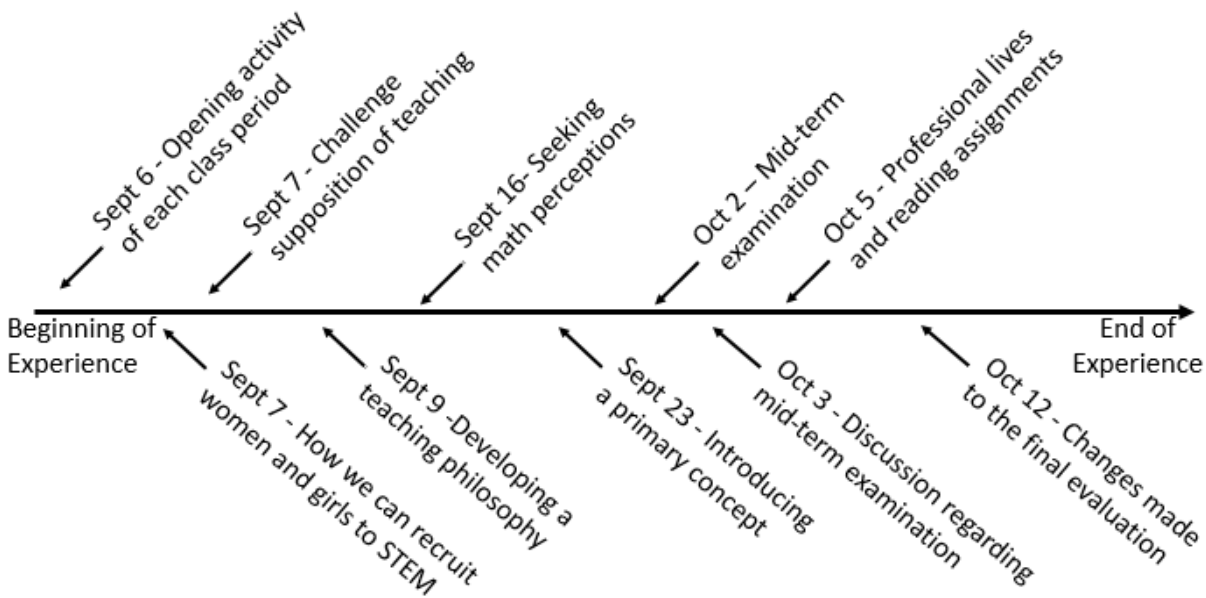 Sept 6 - Opening activity
of each class period
Sept 7 - Challenge
supposition of teaching
Sept 16- Seeking
math perceptions
Oct 2 – Mid-term
examination
Oct 5 - Professional lives
and reading assignments
Beginning of
Experience
End of
Experience
Sept 7 - How we can recruit
women and girls to STEM
Sept 9 -Developing a
teaching philosophy
Sept 23 - Introducing
a primary concept
Oct 3 - Discussion regarding
mid-term examination
Oct 12 - Changes made
to the final evaluation